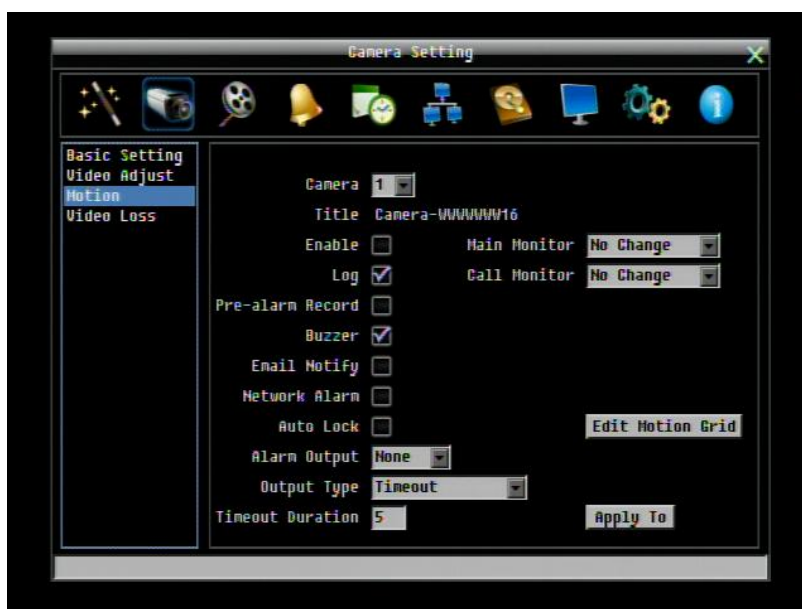 Camera Setting
Basic Setting
Video Adjust
Motion
Video Loss
Camera 1
Title Camera-WWWWWW16
Enable Main Monitor No Change
Log Call Monitor No Change
Pre-alarm Record
Buzzer
Email Notify
Network Alarm
Auto Lock Edit Motion Grid
Alarm Output None
Output Type Timeout
Timeout Duration 5 Apply To